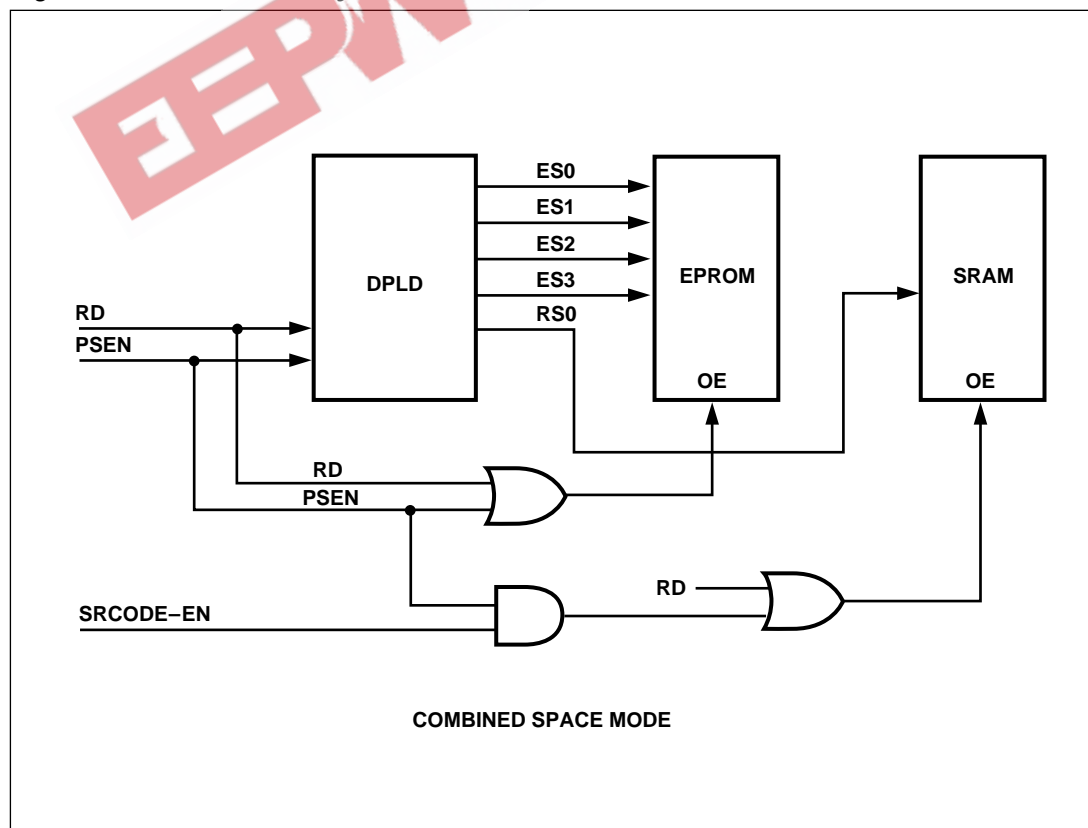 EEPW
ES0
ES1
ES2
ES3
RS0
DPLD
EPROM
SRAM
RD
PSEN
OE
OE
RD
PSEN
RD
SRCODE–EN
COMBINED SPACE MODE